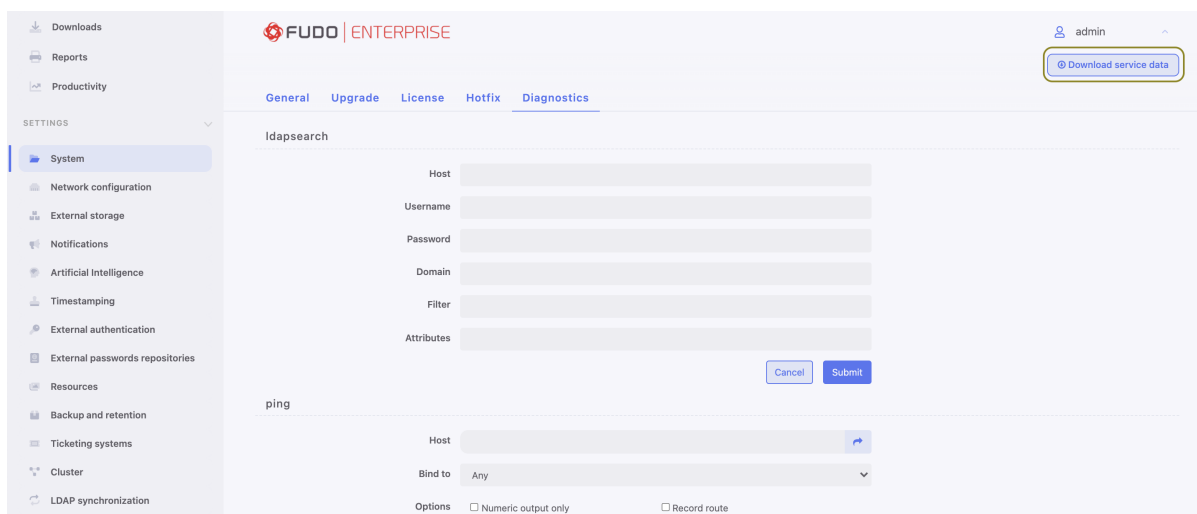 Downloads
Reports
Productivity
SETTINGS
System
Network configuration
External storage
Notifications
Artificial Intelligence
Timestamping
External authentication
External passwords repositories
Resources
Backup and retention
Ticketing systems
Cluster
LDAP synchronization
FUDO ENTERPRISE
admin
Download service data
General Upgrade License Hotfix Diagnostics
ldapsearch
Host
Username
Password
Domain
Filter
Attributes
Cancel Submit
ping
Host
Bind to Any
Options Numeric output only Record route